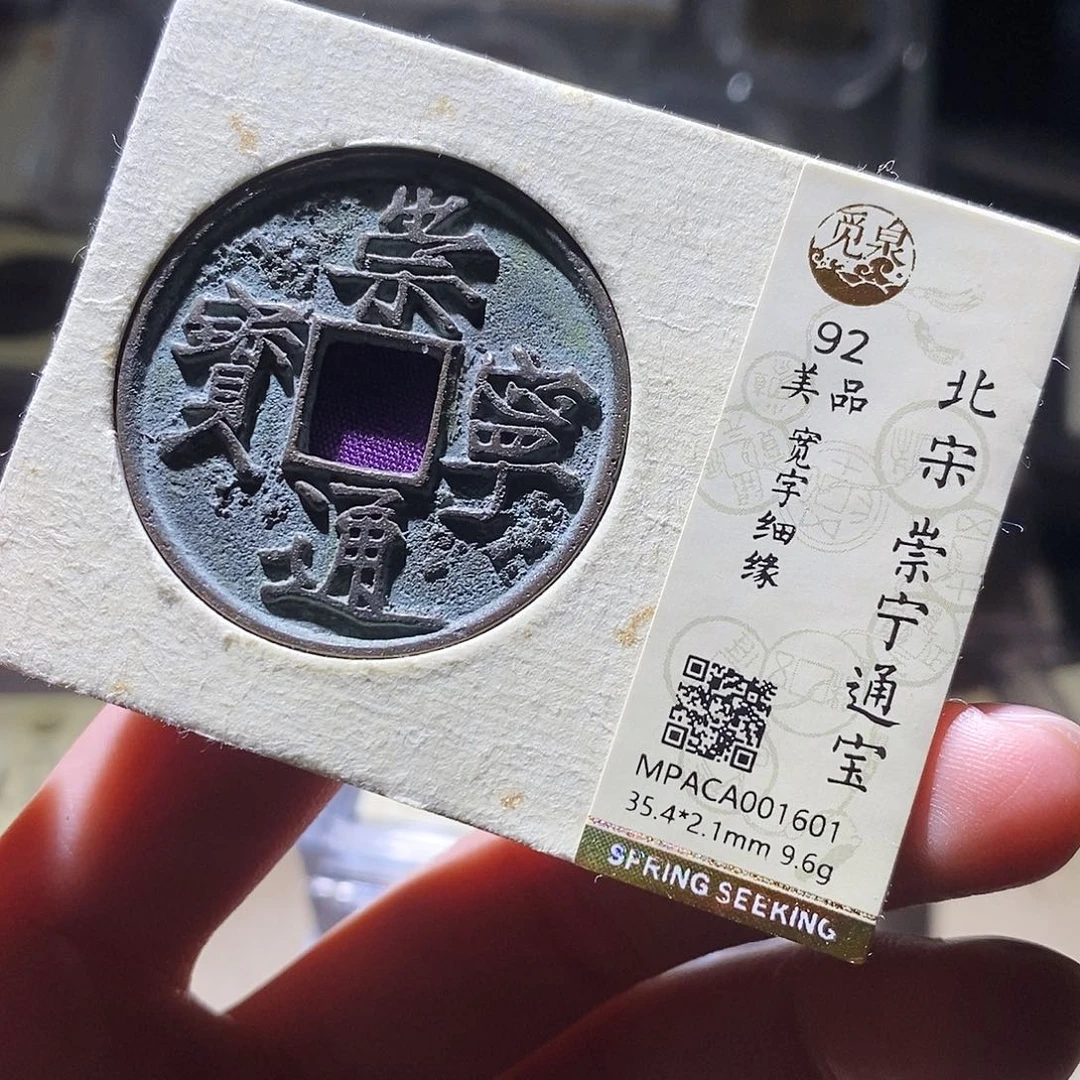 崇
寧
通
寳
觅泉
92
美品
宽字细缘
北宋 崇宁通宝
MPACA001601
35.4*2.1mm 9.6g
SPRING SEEKING